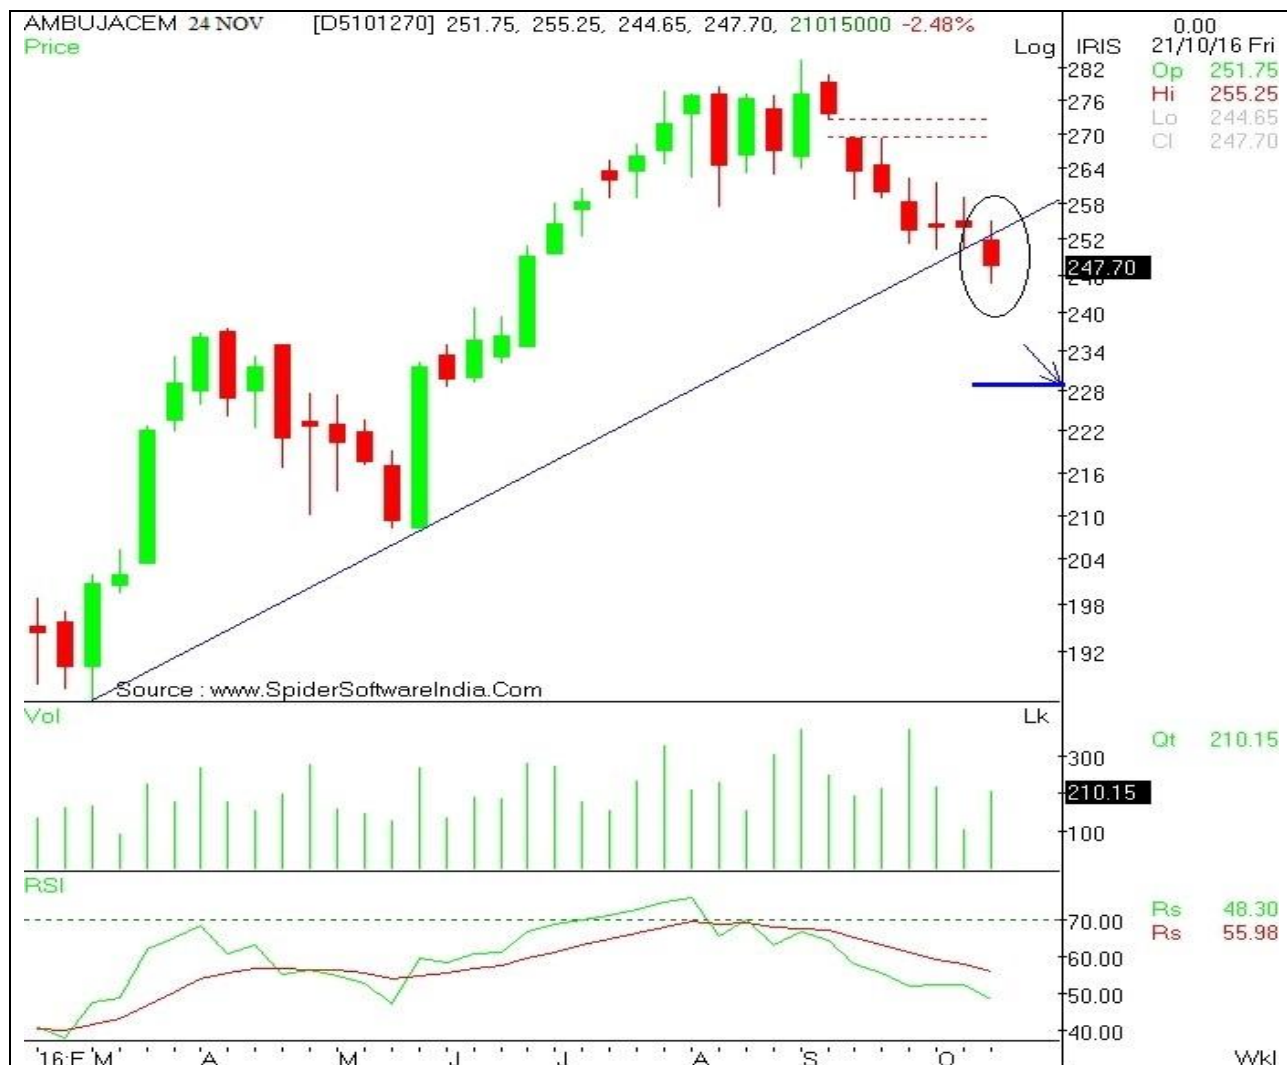 AMBUJACEM 24 NOV [D5101270] 251.75, 255.25, 244.65, 247.70, 21015000 -2.48% 0.00
Price Log IRIS 21/10/16 Fri
Op 251.75
Hi 255.25
Lo 244.65
Cl 247.70
282
276
270
264
258
252
247.70
240
234
228
222
216
210
204
198
192
Source : www.SpiderSoftwareIndia.Com
Vol Lk
Qt 210.15
300
210.15
100
RSI
70.00
60.00
50.00
40.00
Rs 48.30
Rs 55.98
'16:F M A M J J A S O Wkl